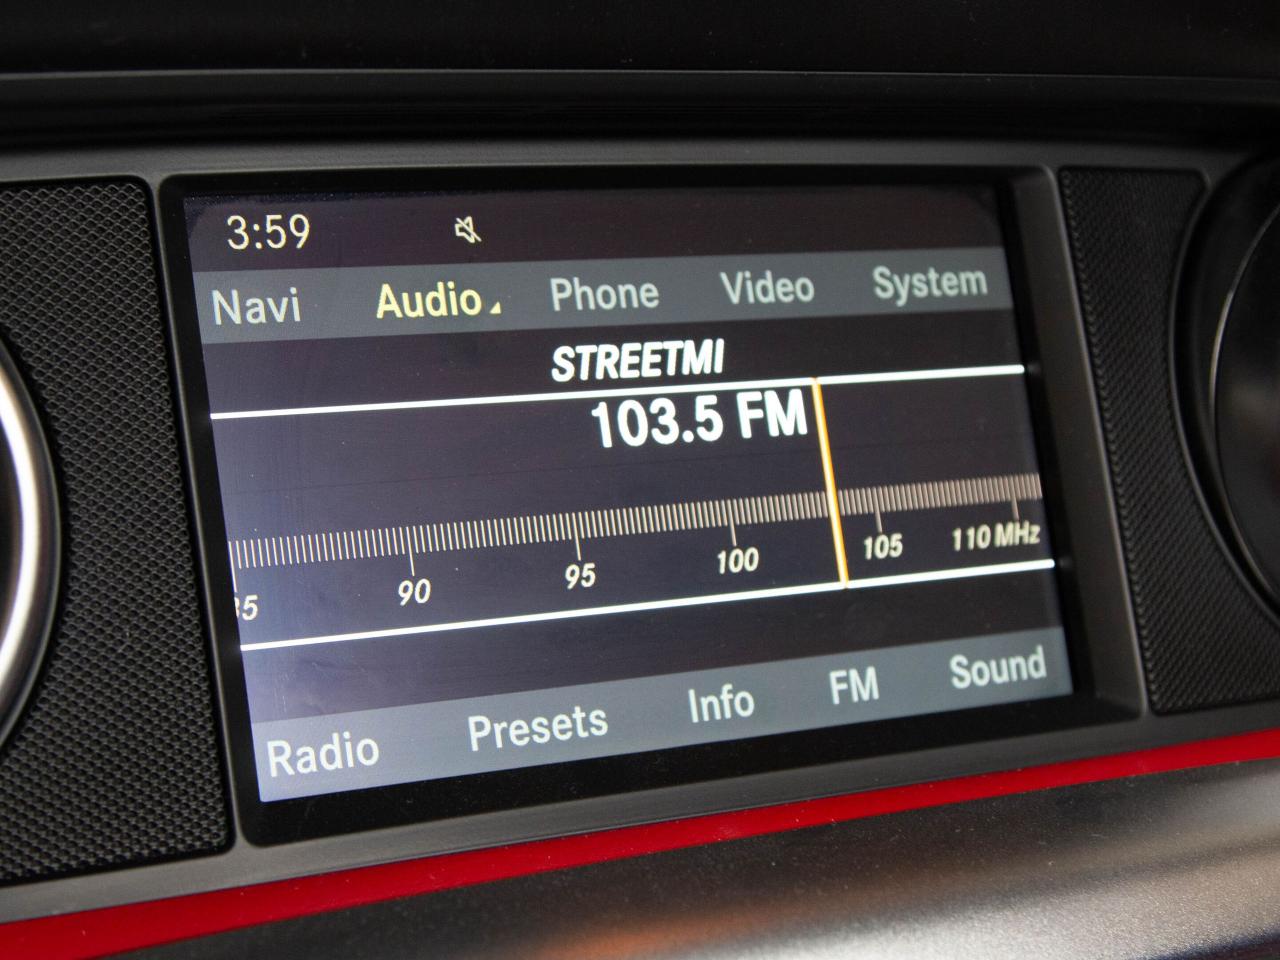 3:59
Navi Audio Phone Video System
STREETMI
103.5 FM
90 95 100 105 110 MHz
Radio Presets Info FM Sound